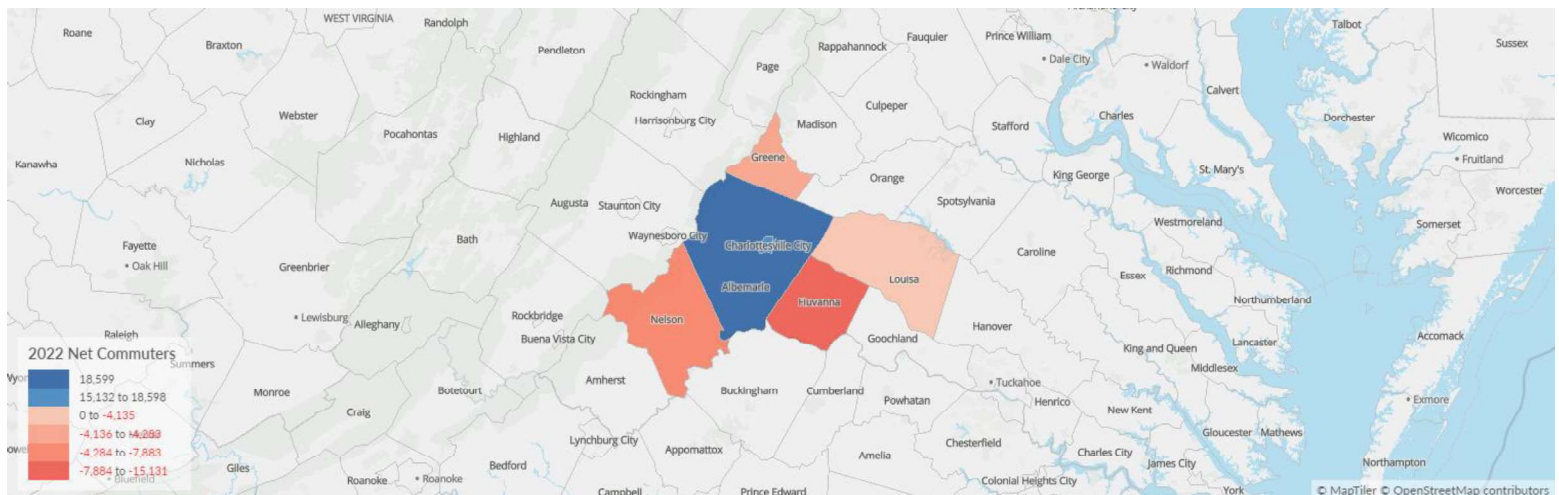 WEST VIRGINIA
Randolph
Talbot
Roane
Braxton
Pendleton
Rappahannock
Fauquier
Prince William
Sussex
• Dale City
• Waldorf
Page
Calvert
Rockingham
Culpeper
Clay
Webster
Harrisonburg City
Madison
Stafford
Charles
Dorchester
Pocahontas
Highland
Wicomico
Kanawha
Nicholas
Greene
• Fruitland
St. Mary's
King George
Orange
Worcester
Augusta
Staunton City
Spotsylvania
Westmoreland
Somerset
Waynesboro City
Bath
Charlottesville City
Fayette
• Oak Hill
Greenbrier
Caroline
Essex
Richmond
Albemarle
Louisa
Northumberland
Fluvanna
• Lewisburg
Alleghany
Rockbridge
Nelson
Hanover
Raleigh
Buena Vista City
Goochland
Lancaster
Accomack
2022 Net Commuters
Summers
King and Queen
Middlesex
18,599
Monroe
Botetourt
Amherst
Buckingham
Cumberland
• Tuckahoe
15,132 to 18,598
Powhatan
Henrico
• Exmore
0 to -4,135
Craig
New Kent
-4,136 to -4,283
Lynchburg City
Gloucester
Mathews
-4,284 to -7,883
Appomattox
Chesterfield
Charles City
-7,884 to -15,131
Giles
Bedford
Amelia
James City
Northampton
• Bluefield
Roanoke
• Roanoke
Colonial Heights City
Campbell
Prince Edward
York
© MapTiler © OpenStreetMap contributors